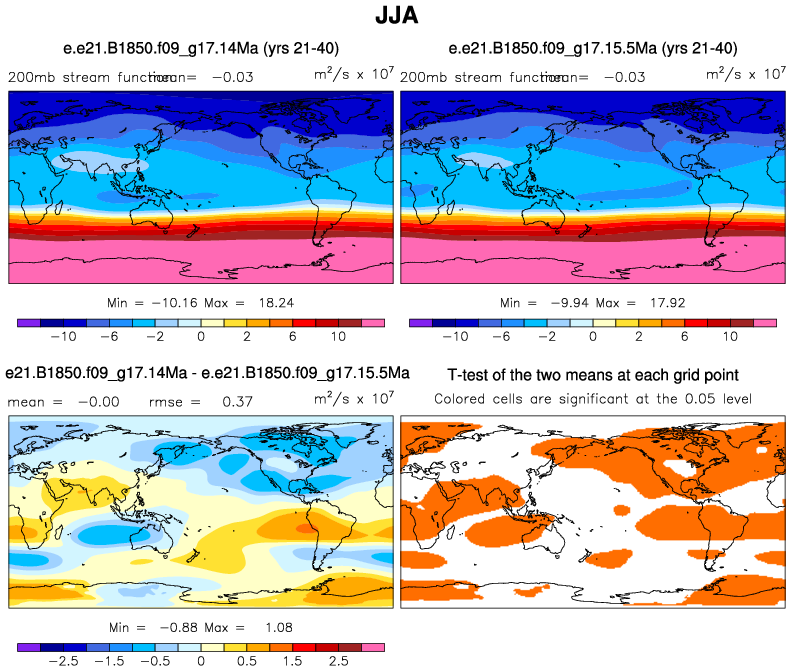 JJA
e.e21.B1850.f09_g17.14Ma (yrs 21-40)
e.e21.B1850.f09_g17.15.5Ma (yrs 21-40)
200mb stream function mean= −0.03 m²/s x 10⁷
200mb stream function mean= −0.03 m²/s x 10⁷
Min = −10.16 Max = 18.24
Min = −9.94 Max = 17.92
−10 −6 −2 0 2 6 10
−10 −6 −2 0 2 6 10
e21.B1850.f09_g17.14Ma - e.e21.B1850.f09_g17.15.5Ma
T-test of the two means at each grid point
mean = −0.00 rmse = 0.37 m²/s x 10⁷
Colored cells are significant at the 0.05 level
Min = −0.88 Max = 1.08
−2.5 −1.5 −0.5 0 0.5 1.5 2.5